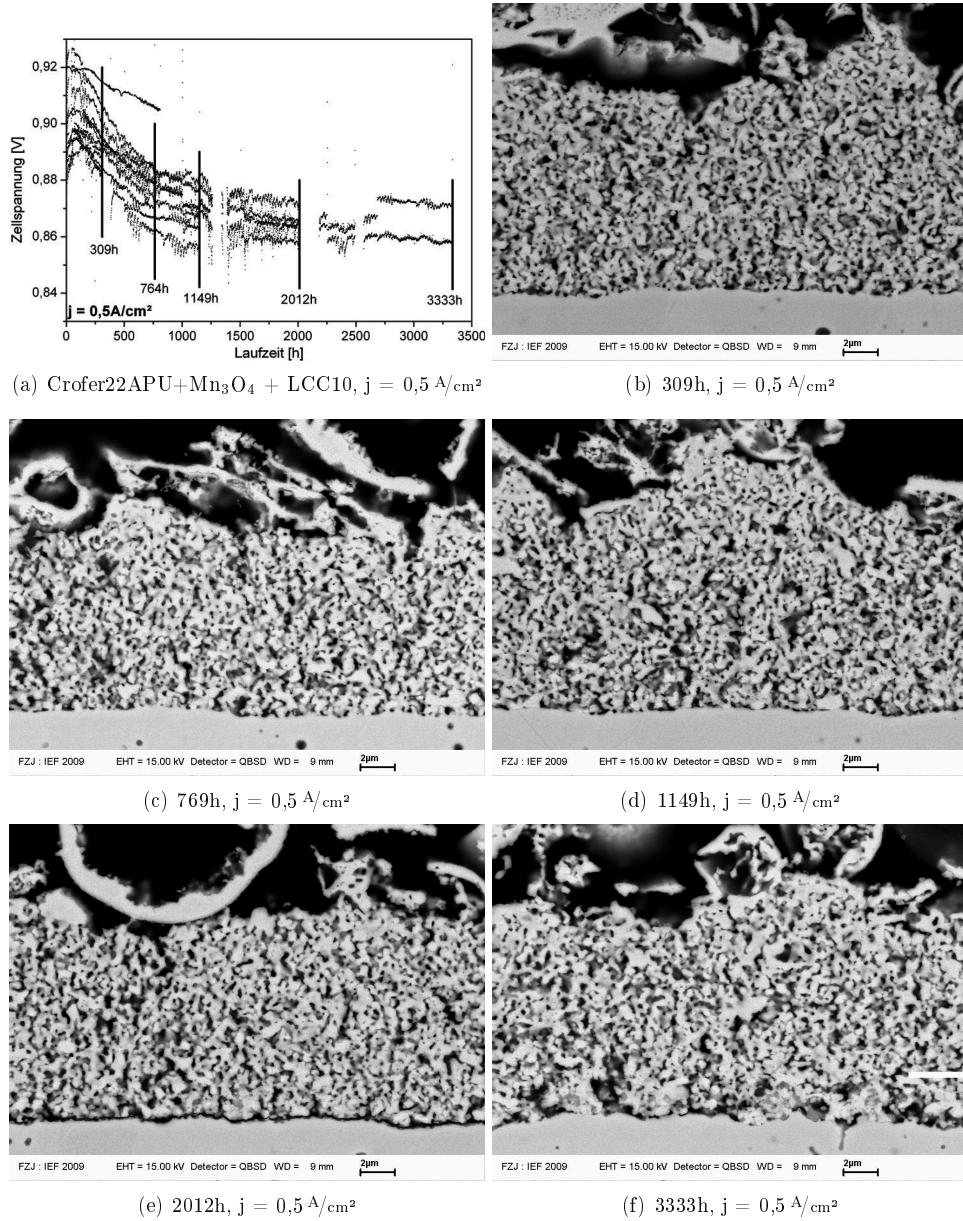 0,92
0,90
0,88
0,86
0,84
Zellspannung [V]
309h
764h
1149h
2012h
3333h
j = 0,5A/cm²
0 500 1000 1500 2000 2500 3000 3500
Laufzeit [h]
FZJ : IEF 2009 EHT = 15.00 kV Detector = QBSD WD = 9 mm 2µm
(a) Crofer22APU+Mn₃O₄ + LCC10, j = 0,5 A/cm²
(b) 309h, j = 0,5 A/cm²
FZJ : IEF 2009 EHT = 15.00 kV Detector = QBSD WD = 9 mm 2µm
FZJ : IEF 2009 EHT = 15.00 kV Detector = QBSD WD = 9 mm 2µm
(c) 769h, j = 0,5 A/cm²
(d) 1149h, j = 0,5 A/cm²
FZJ : IEF 2009 EHT = 15.00 kV Detector = QBSD WD = 9 mm 2µm
FZJ : IEF 2009 EHT = 15.00 kV Detector = QBSD WD = 9 mm 2µm
(e) 2012h, j = 0,5 A/cm²
(f) 3333h, j = 0,5 A/cm²